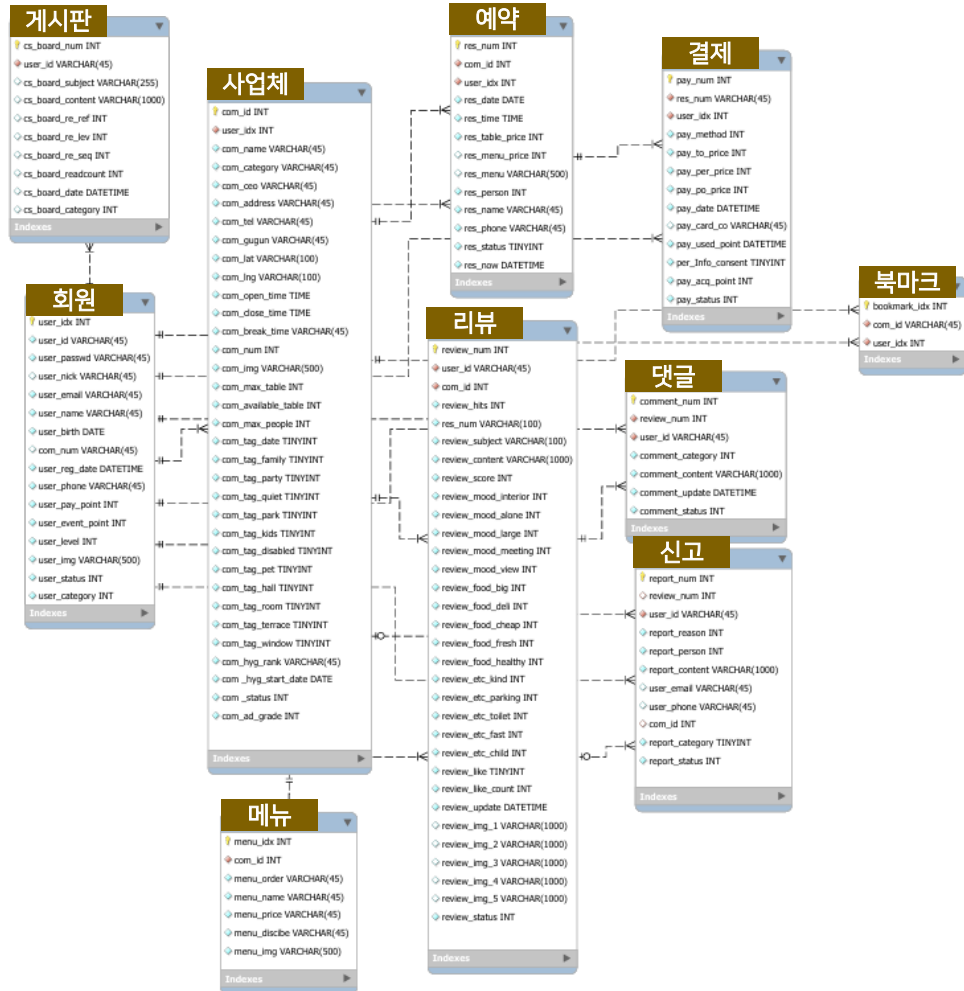 게시판
cs_board_num INT
user_id VARCHAR(45)
cs_board_subject VARCHAR(255)
cs_board_content VARCHAR(1000)
cs_board_re_ref INT
cs_board_re_lev INT
cs_board_re_seq INT
cs_board_readcount INT
cs_board_date DATETIME
cs_board_category INT
Indexes
회원
user_idx INT
user_id VARCHAR(45)
user_passwd VARCHAR(45)
user_nick VARCHAR(45)
user_email VARCHAR(45)
user_name VARCHAR(45)
user_birth DATE
com_num VARCHAR(45)
user_reg_date DATETIME
user_phone VARCHAR(45)
user_pay_point INT
user_event_point INT
user_level INT
user_img VARCHAR(500)
user_status INT
user_category INT
Indexes
사업체
com_id INT
user_idx INT
com_name VARCHAR(45)
com_category VARCHAR(45)
com_ceo VARCHAR(45)
com_address VARCHAR(45)
com_tel VARCHAR(45)
com_gugun VARCHAR(45)
com_lat VARCHAR(100)
com_lng VARCHAR(100)
com_open_time TIME
com_close_time TIME
com_break_time VARCHAR(45)
com_num INT
com_img VARCHAR(500)
com_max_table INT
com_available_table INT
com_max_people INT
com_tag_date TINYINT
com_tag_family TINYINT
com_tag_party TINYINT
com_tag_quiet TINYINT
com_tag_park TINYINT
com_tag_kids TINYINT
com_tag_disabled TINYINT
com_tag_pet TINYINT
com_tag_hall TINYINT
com_tag_room TINYINT
com_tag_terrace TINYINT
com_tag_window TINYINT
com_hyg_rank VARCHAR(45)
com _hyg_start_date DATE
com _status INT
com_ad_grade INT
Indexes
메뉴
menu_idx INT
com_id INT
menu_order VARCHAR(45)
menu_name VARCHAR(45)
menu_price VARCHAR(45)
menu_discibe VARCHAR(45)
menu_img VARCHAR(500)
Indexes
예약
res_num INT
com_id INT
user_idx INT
res_date DATE
res_time TIME
res_table_price INT
res_menu_price INT
res_menu VARCHAR(500)
res_person INT
res_name VARCHAR(45)
res_phone VARCHAR(45)
res_status TINYINT
res_now DATETIME
Indexes
리뷰
review_num INT
user_id VARCHAR(45)
com_id INT
review_hits INT
res_num VARCHAR(100)
review_subject VARCHAR(100)
review_content VARCHAR(1000)
review_score INT
review_mood_interior INT
review_mood_alone INT
review_mood_large INT
review_mood_meeting INT
review_mood_view INT
review_food_big INT
review_food_deli INT
review_food_cheap INT
review_food_fresh INT
review_food_healthy INT
review_etc_kind INT
review_etc_parking INT
review_etc_toilet INT
review_etc_fast INT
review_etc_child INT
review_like TINYINT
review_like_count INT
review_update DATETIME
review_img_1 VARCHAR(1000)
review_img_2 VARCHAR(1000)
review_img_3 VARCHAR(1000)
review_img_4 VARCHAR(1000)
review_img_5 VARCHAR(1000)
review_status INT
Indexes
결제
pay_num INT
res_num VARCHAR(45)
user_idx INT
pay_method INT
pay_to_price INT
pay_per_price INT
pay_po_price INT
pay_date DATETIME
pay_card_co VARCHAR(45)
pay_used_point DATETIME
per_Info_consent TINYINT
pay_acq_point INT
pay_status INT
Indexes
북마크
bookmark_idx INT
com_id VARCHAR(45)
user_idx INT
Indexes
댓글
comment_num INT
review_num INT
user_id VARCHAR(45)
comment_category INT
comment_content VARCHAR(1000)
comment_update DATETIME
comment_status INT
Indexes
신고
report_num INT
review_num INT
user_id VARCHAR(45)
report_reason INT
report_person INT
report_content VARCHAR(1000)
user_email VARCHAR(45)
user_phone VARCHAR(45)
com_id INT
report_category TINYINT
report_status INT
Indexes